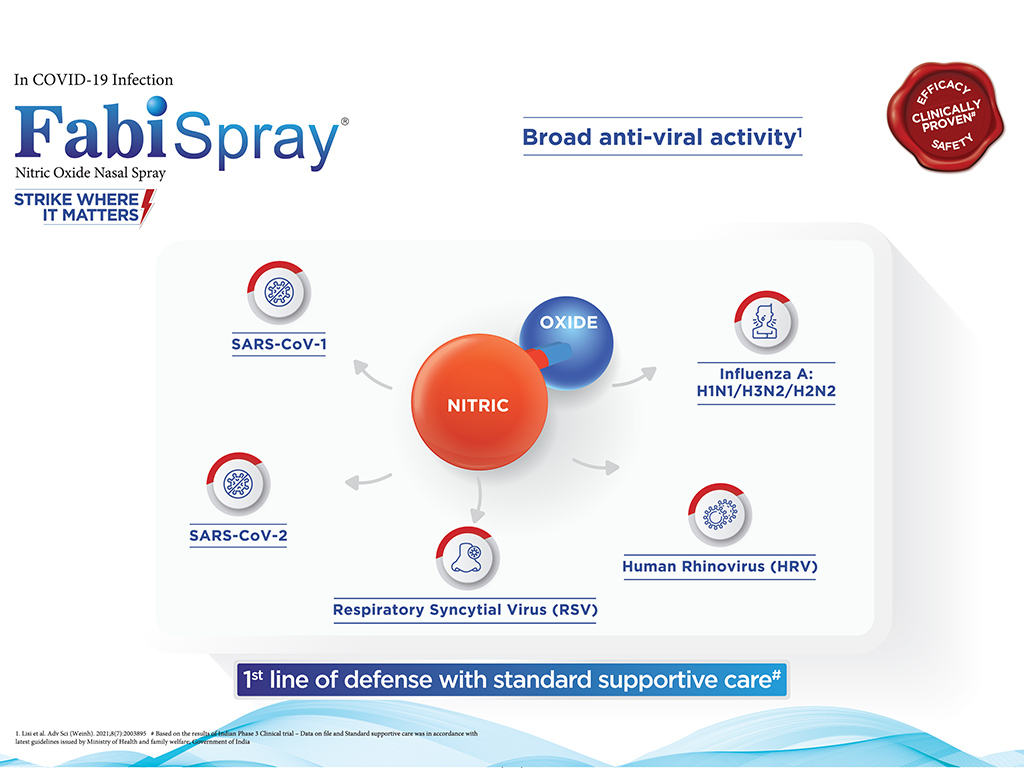 In COVID-19 Infection
FabiSpray®
Nitric Oxide Nasal Spray
STRIKE WHERE
IT MATTERS
Broad anti-viral activity1
EFFICACY
CLINICALLY
PROVEN#
SAFETY
SARS-CoV-1
OXIDE
NITRIC
Influenza A:
H1N1/H3N2/H2N2
SARS-CoV-2
Human Rhinovirus (HRV)
Respiratory Syncytial Virus (RSV)
1st line of defense with standard supportive care#
1. Lisi et al. Adv Sci (Weinh). 2021;8(7):2003895 # Based on the results of Indian Phase 3 Clinical trial – Data on file and Standard supportive care was in accordance with
latest guidelines issued by Ministry of Health and family welfare, Government of India